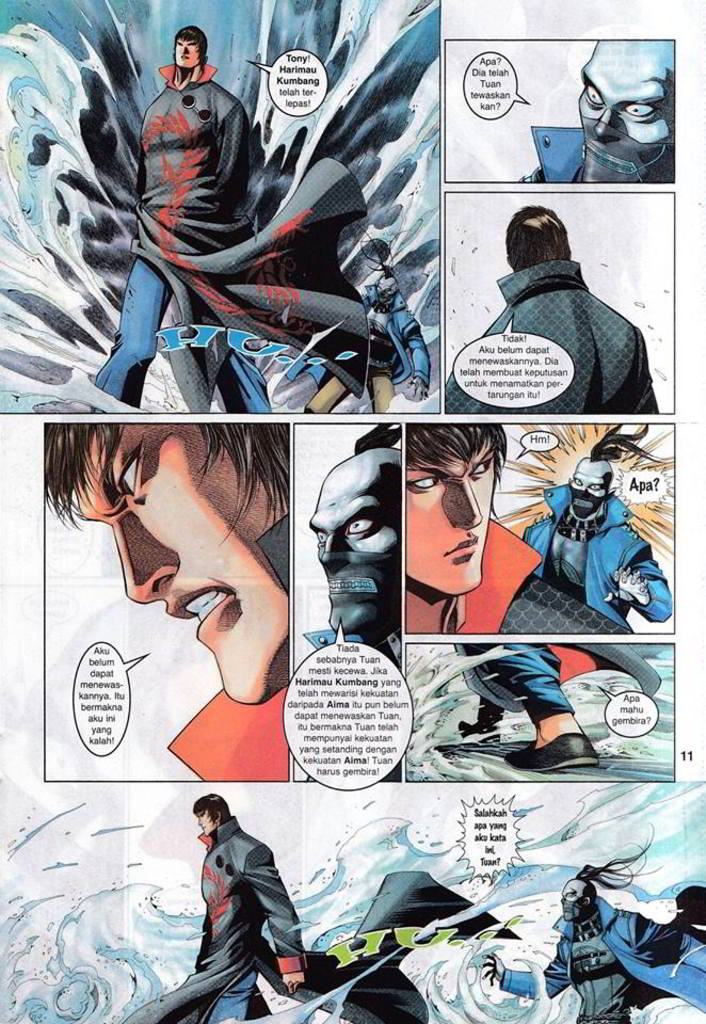 Tony!
Harimau
Kumbang
telah ter-
lepas!
HU...
Apa?
Dia telah
Tuan
tewaskan
kan?
Tidak!
Aku belum dapat
menewaskannya. Dia
telah membuat keputusan
untuk menamatkan per-
tarungan itu!
Aku
belum
dapat
menewas-
kannya. Itu
bermakna
aku ini
yang
kalah!
Tiada
sebabnya Tuan
mesti kecewa. Jika
Harimau Kumbang yang
telah mewarisi kekuatan
daripada Aima itu pun belum
dapat menewaskan Tuan,
itu bermakna Tuan telah
mempunyai kekuatan
yang setanding dengan
kekuatan Aima! Tuan
harus gembira!
Hm!
Apa?
Apa
mahu
gembira?
11
Salahkah
apa yang
aku kata
ini,
Tuan?
HU...